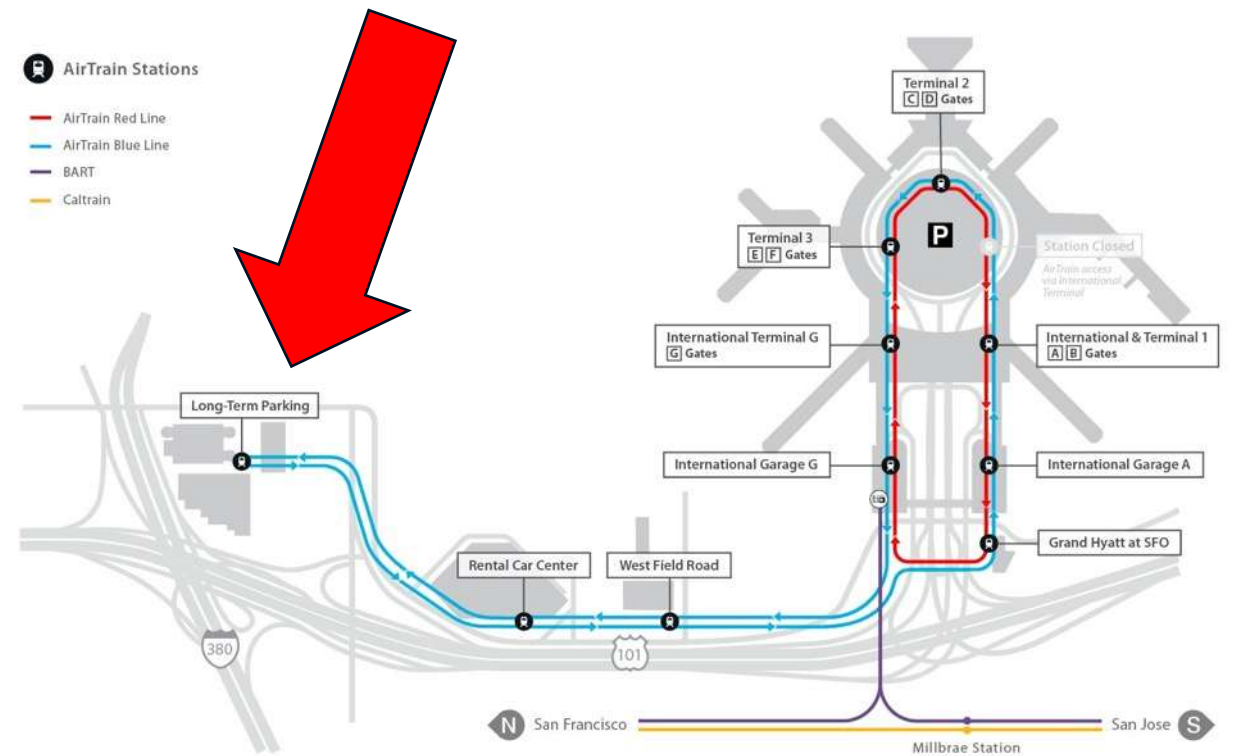 AirTrain Stations
AirTrain Red Line
AirTrain Blue Line
BART
Caltrain
Terminal 2
C D Gates
Terminal 3
E F Gates
P
Station Closed
AirTrain access
via International
Terminal
International Terminal G
G Gates
International & Terminal 1
A B Gates
Long-Term Parking
International Garage G
International Garage A
Grand Hyatt at SFO
Rental Car Center
West Field Road
380
101
N San Francisco
San Jose S
Millbrae Station